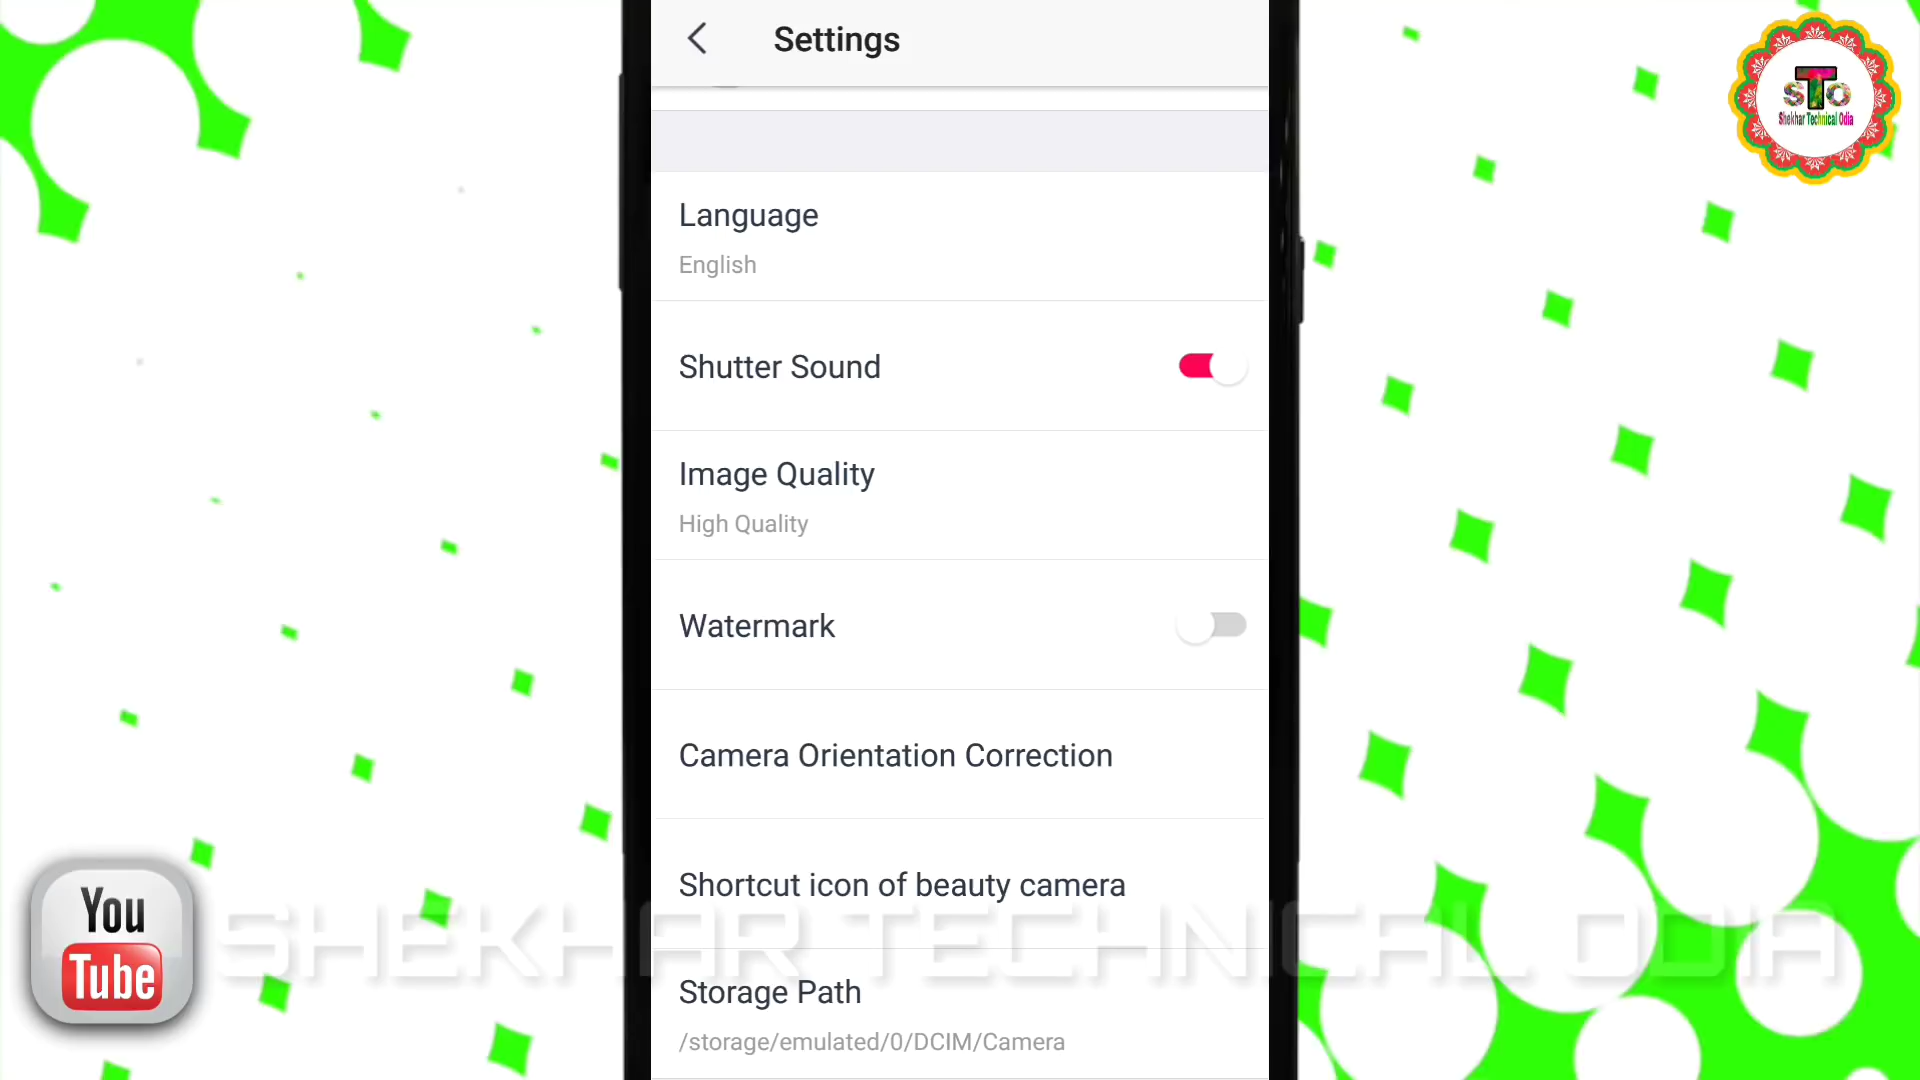 Settings
STO
Shekhar Technical Odia
Language
English
Shutter Sound
Image Quality
High Quality
Watermark
Camera Orientation Correction
Shortcut icon of beauty camera
You
Tube
SHEKHAR TECHNICAL ODIA
Storage Path
/storage/emulated/0/DCIM/Camera